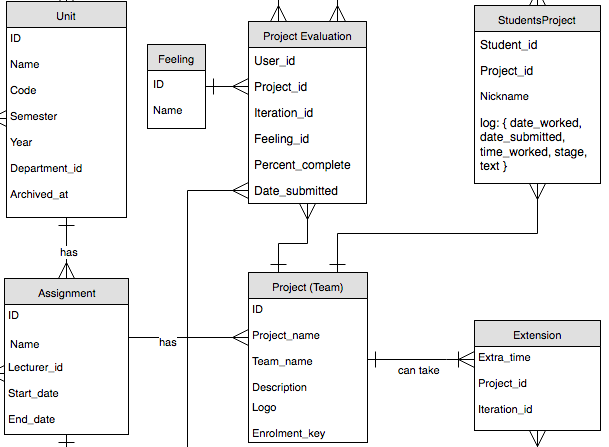 Unit
ID
Name
Code
Semester
Year
Department_id
Archived_at
has
Feeling
ID
Name
Project Evaluation
User_id
Project_id
Iteration_id
Feeling_id
Percent_complete
Date_submitted
StudentsProject
Student_id
Project_id
Nickname
log: { date_worked,
date_submitted,
time_worked, stage,
text }
Assignment
ID
Name
Lecturer_id
Start_date
End_date
has
Project (Team)
ID
Project_name
Team_name
Description
Logo
Enrolment_key
can take
Extension
Extra_time
Project_id
Iteration_id